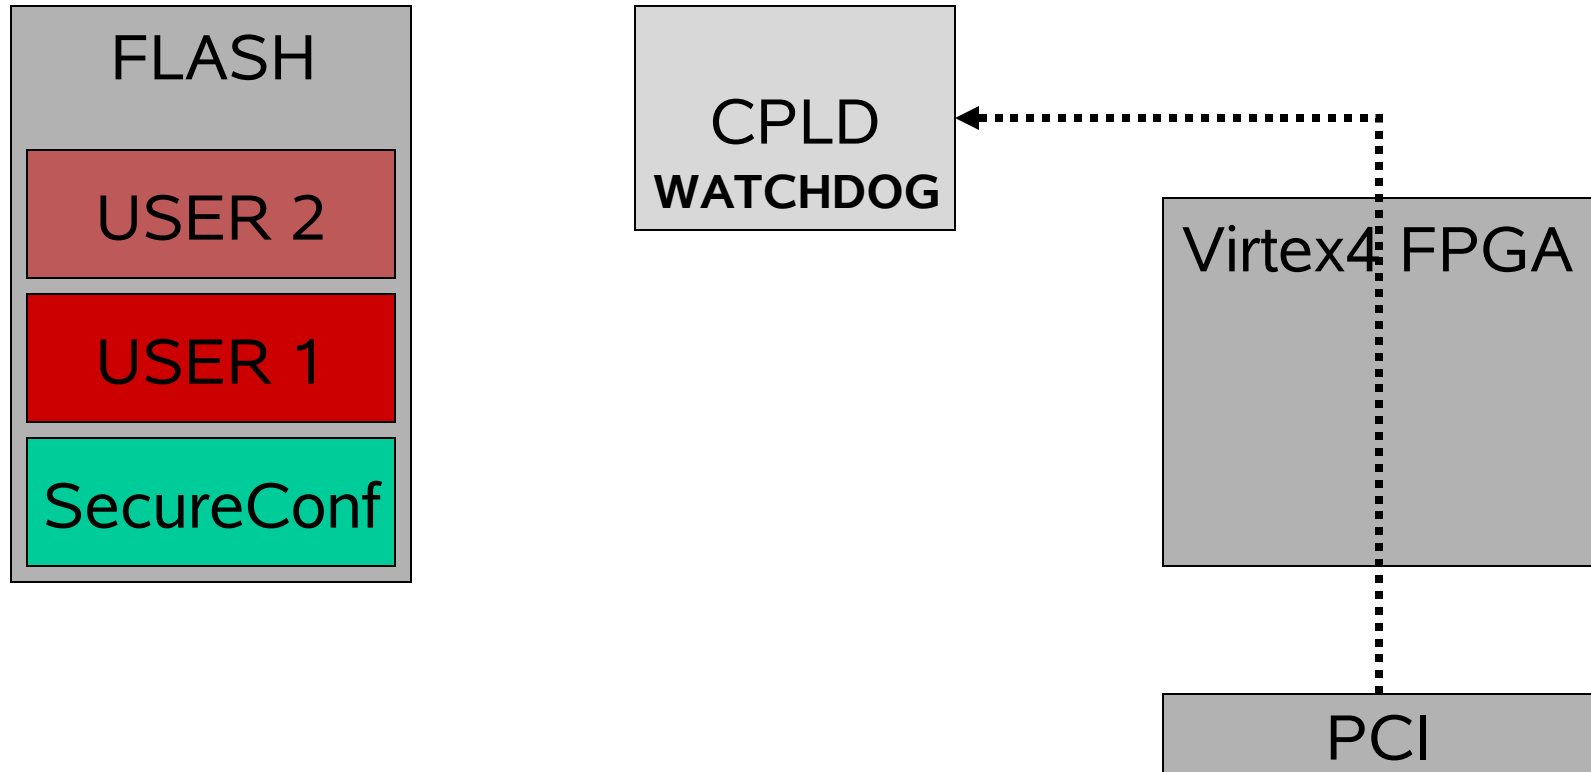 FLASH
USER 2
USER 1
SecureConf
CPLD
WATCHDOG
Virtex4 FPGA
PCI